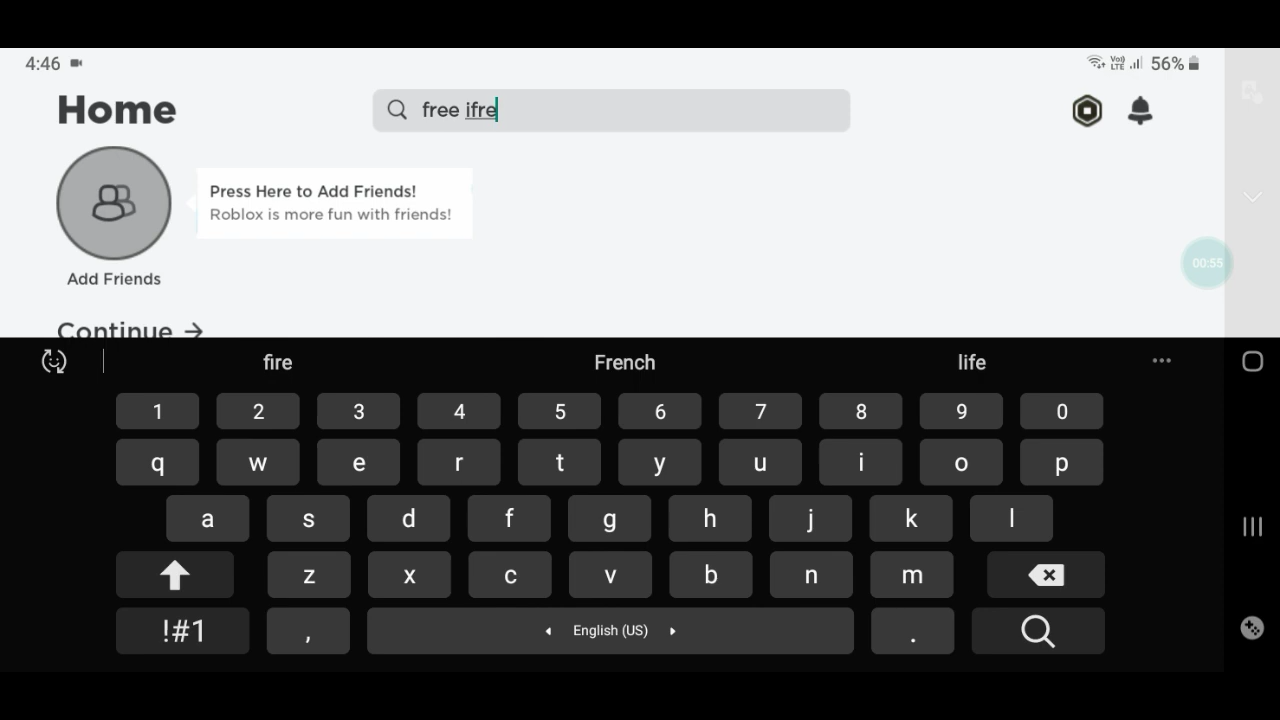 4:46
Vo))
LTE
56%
Home
free ifre
Press Here to Add Friends!
Roblox is more fun with friends!
Add Friends
00:55
Continue →
fire French life
1 2 3 4 5 6 7 8 9 0
q w e r t y u i o p
a s d f g h j k l
z x c v b n m
!#1 , English (US) .